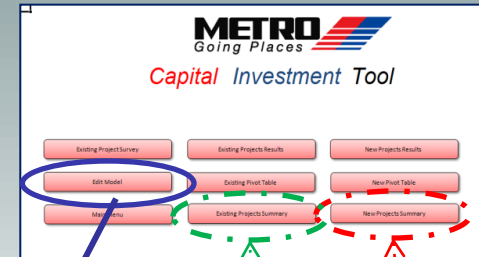 METRO
Going Places
Capital Investment Tool
Existing Project Survey
Existing Projects Results
New Projects Results
Edit Model
Existing Pivot Table
New Pivot Table
Main Menu
Existing Projects Summary
New Projects Summary